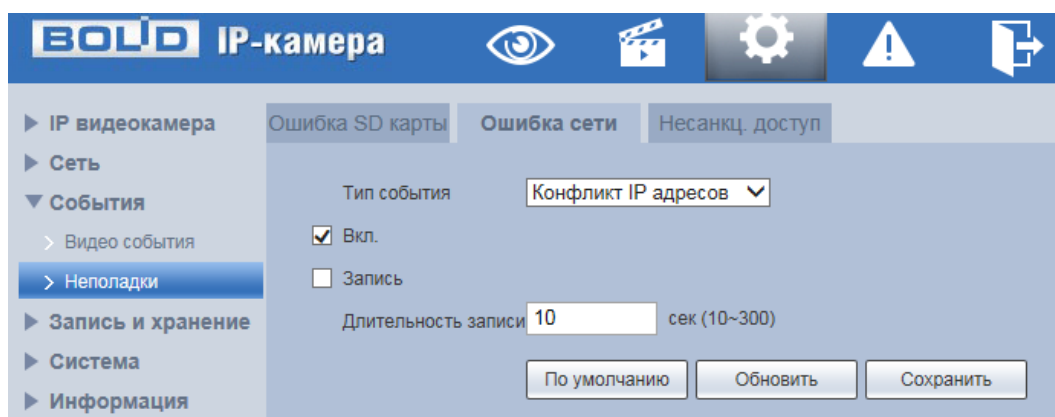 BOLID IP-камера
IP видеокамера
Сеть
События
Видео события
Неполадки
Запись и хранение
Система
Информация
Ошибка SD карты Ошибка сети Несанкц. доступ
Тип события Конфликт IP адресов
Вкл.
Запись
Длительность записи 10 сек (10~300)
По умолчанию Обновить Сохранить